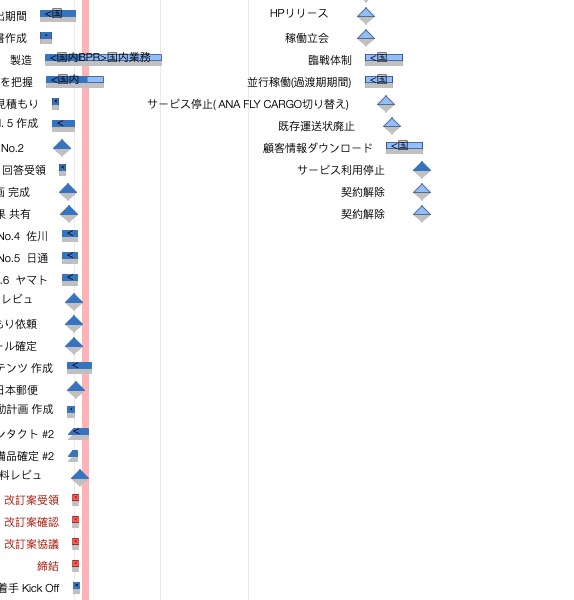 出期間 <国
作成
製造 <国内BPR>国内業務
を把握 <国内
見積もり
.5 作成 <
No.2
回答受領
画 完成
果 共有
No.4 佐川 <
No.5 日通 <
.6 ヤマト <
レビュ
もり依頼
ール確定
テンツ 作成 <
日本郵便
動計画 作成
ンタクト #2 <
備品確定 #2
料レビュ
改訂案受領
改訂案確認
改訂案協議
締結
着手 Kick Off
HPリリース
稼働立会
臨戦体制 <国
並行稼働(過渡期期間) <国
サービス停止( ANA FLY CARGO切り替え)
既存運送状廃止
顧客情報ダウンロード <国
サービス利用停止
契約解除
契約解除